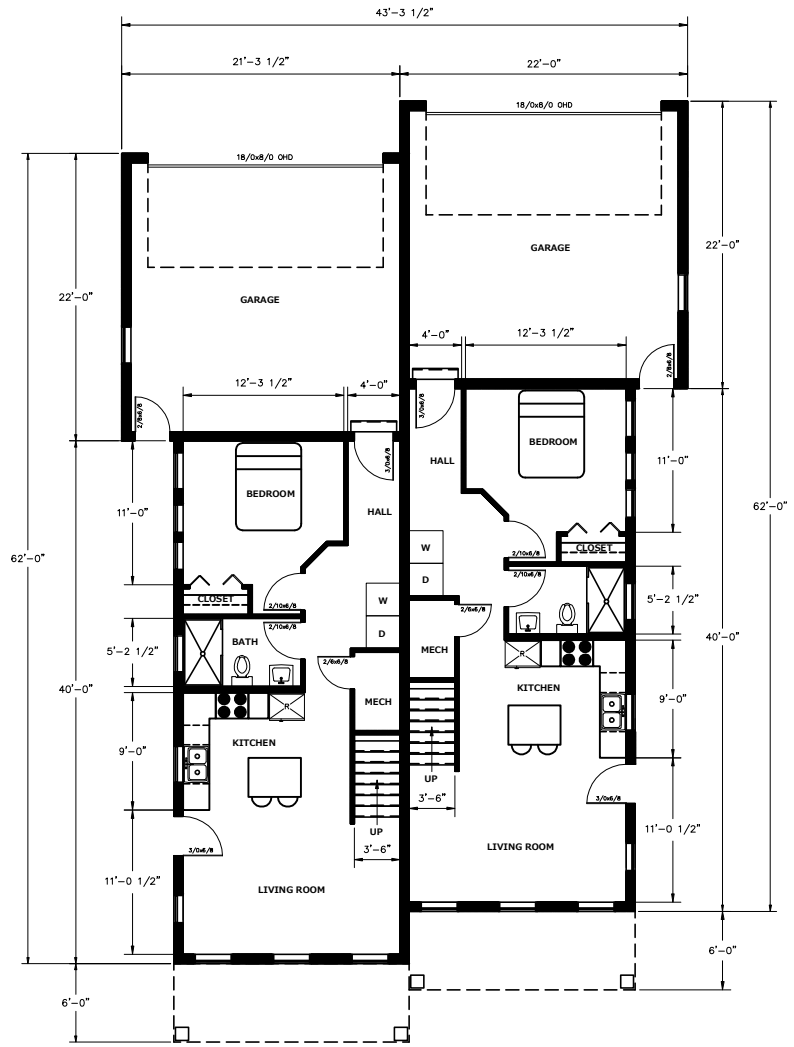 43'-3 1/2"
21'-3 1/2"
22'-0"
18/0x8/0 OHD
18/0x8/0 OHD
GARAGE
22'-0"
GARAGE
22'-0"
4'-0"
12'-3 1/2"
2/8x6/8
12'-3 1/2"
4'-0"
3/0x6/8
2/8x6/8
BEDROOM
3/0x6/8
HALL
11'-0"
BEDROOM
62'-0"
11'-0"
HALL
W
CLOSET
2/10x6/8
62'-0"
2/10x6/8
D
CLOSET
W
5'-2 1/2"
2/10x6/8
2/6x6/8
40'-0"
2/10x6/8
BATH
D
5'-2 1/2"
MECH
R
2/6x6/8
40'-0"
KITCHEN
9'-0"
MECH
R
KITCHEN
9'-0"
UP
3'-6"
3/0x6/8
11'-0 1/2"
UP
3'-6"
3/0x6/8
LIVING ROOM
11'-0 1/2"
LIVING ROOM
6'-0"
6'-0"